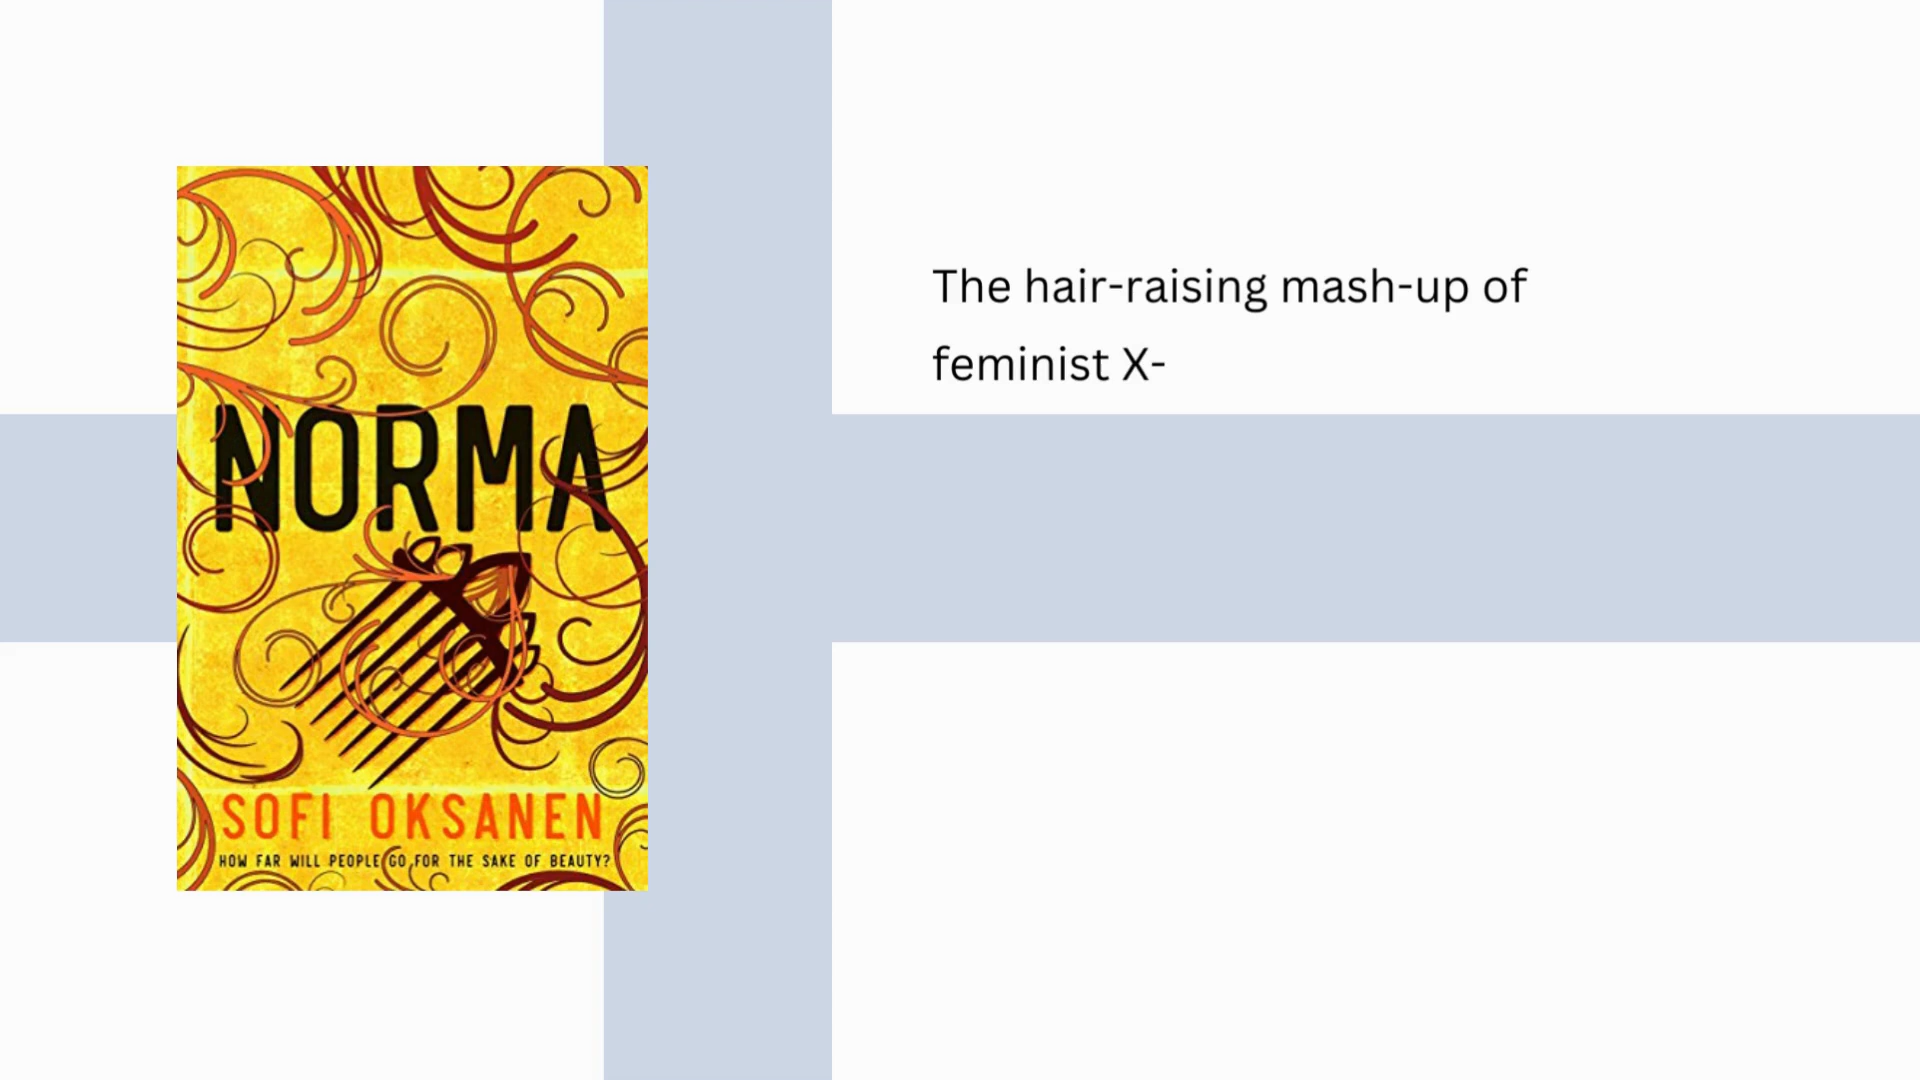 NORMA
SOFI OKSANEN
HOW FAR WILL PEOPLE GO FOR THE SAKE OF BEAUTY?
The hair-raising mash-up of
feminist X-